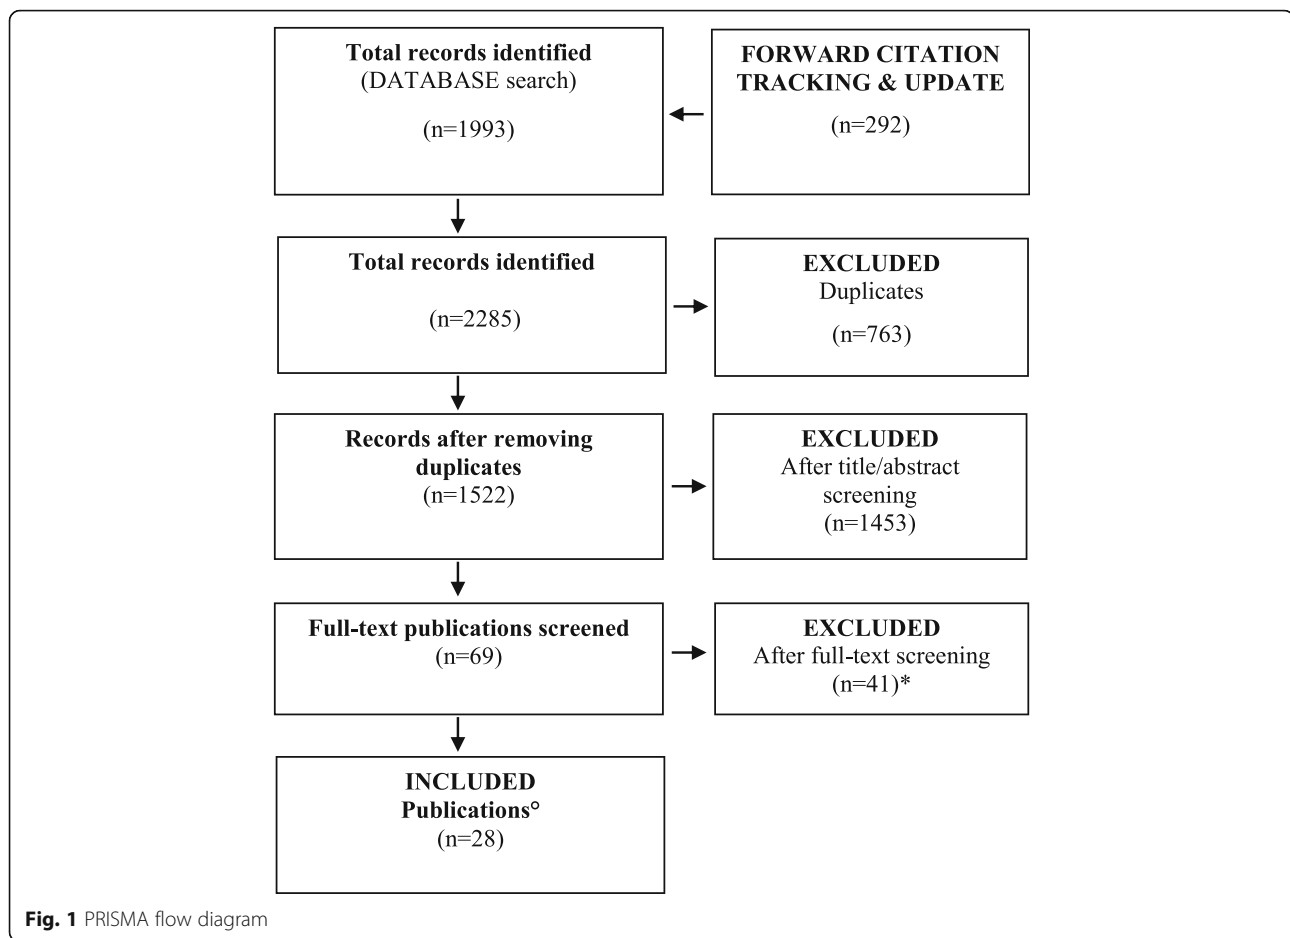 Total records identified
(DATABASE search)
(n=1993)
FORWARD CITATION
TRACKING & UPDATE
(n=292)
Total records identified
(n=2285)
EXCLUDED
Duplicates
(n=763)
Records after removing
duplicates
(n=1522)
EXCLUDED
After title/abstract
screening
(n=1453)
Full-text publications screened
(n=69)
EXCLUDED
After full-text screening
(n=41)*
INCLUDED
Publications°
(n=28)
Fig. 1 PRISMA flow diagram